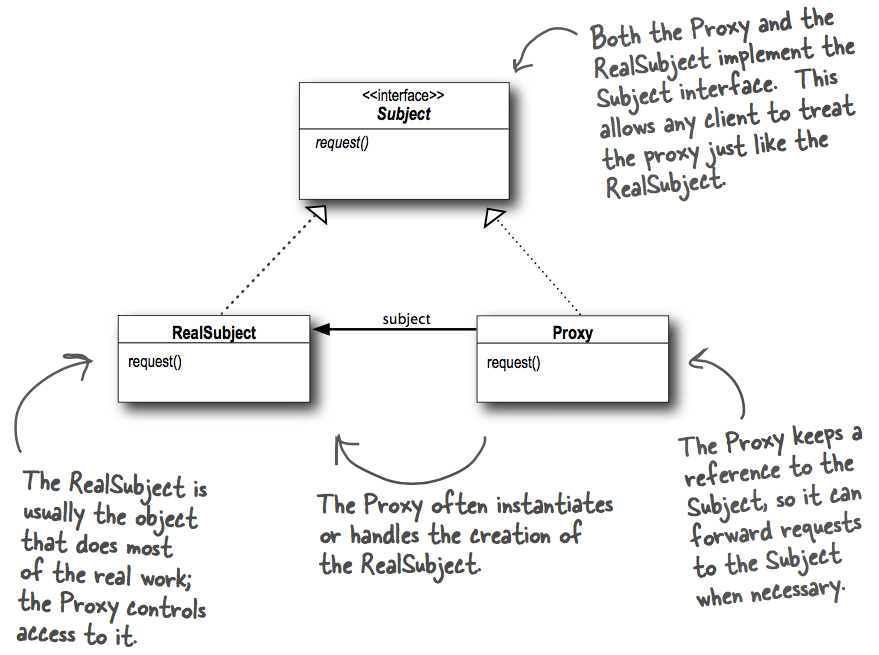 Both the Proxy and the
RealSubject implement the
Subject interface. This
allows any client to treat
the proxy just like the
RealSubject.
<<interface>>
Subject
request()
RealSubject
request()
subject
Proxy
request()
The RealSubject is
usually the object
that does most
of the real work;
the Proxy controls
access to it.
The Proxy often instantiates
or handles the creation of
the RealSubject.
The Proxy keeps a
reference to the
Subject, so it can
forward requests
to the Subject
when necessary.